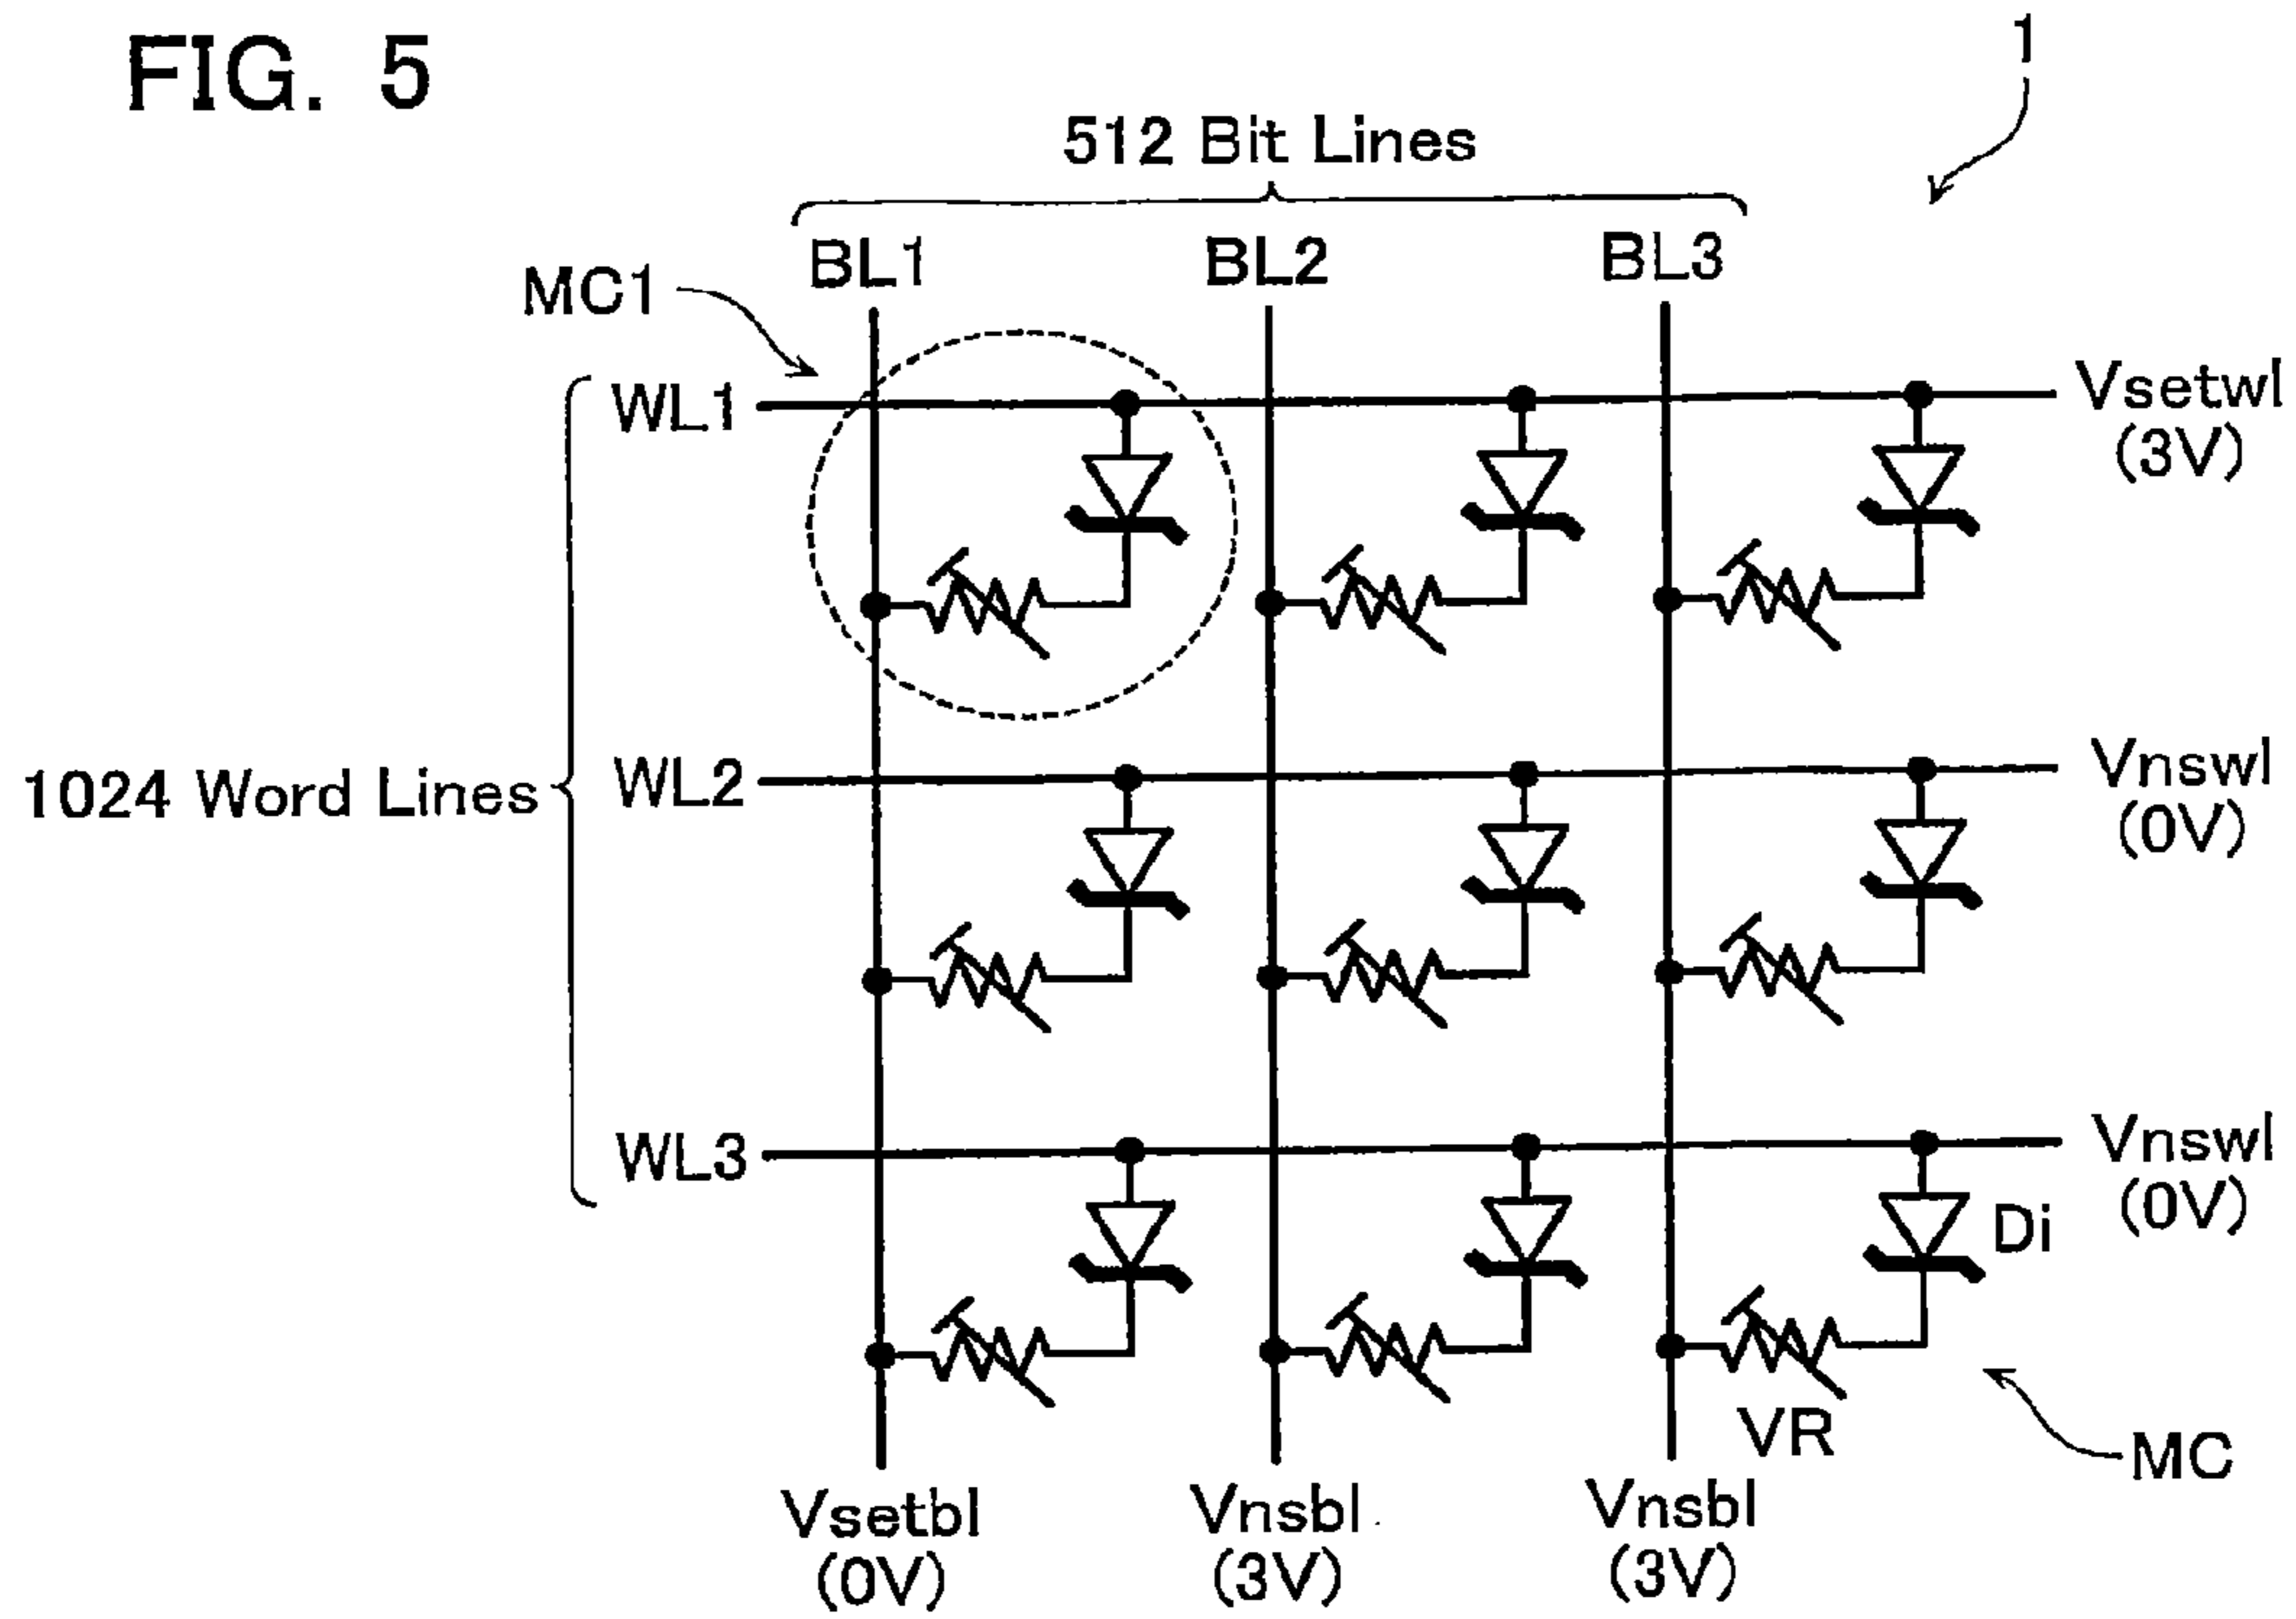 FIG. 5
1
512 Bit Lines
BL1 BL2 BL3
MC1
WL1
Vsetwl
(3V)
1024 Word Lines
WL2
Vnswl
(0V)
WL3
Vnswl
(0V)
Di
VR
MC
Vsetbl
(0V)
Vnsbl
(3V)
Vnsbl
(3V)